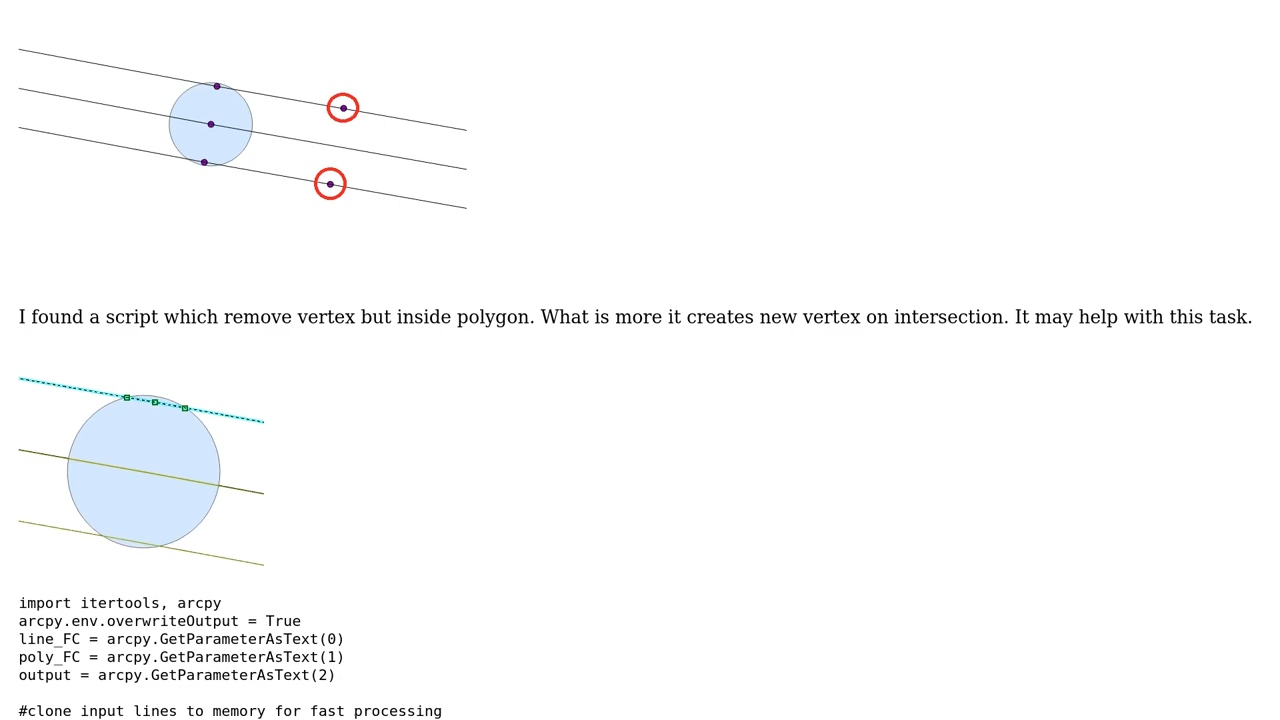 I found a script which remove vertex but inside polygon. What is more it creates new vertex on intersection. It may help with this task.
import itertools, arcpy
arcpy.env.overwriteOutput = True
line_FC = arcpy.GetParameterAsText(0)
poly_FC = arcpy.GetParameterAsText(1)
output = arcpy.GetParameterAsText(2)
#clone input lines to memory for fast processing